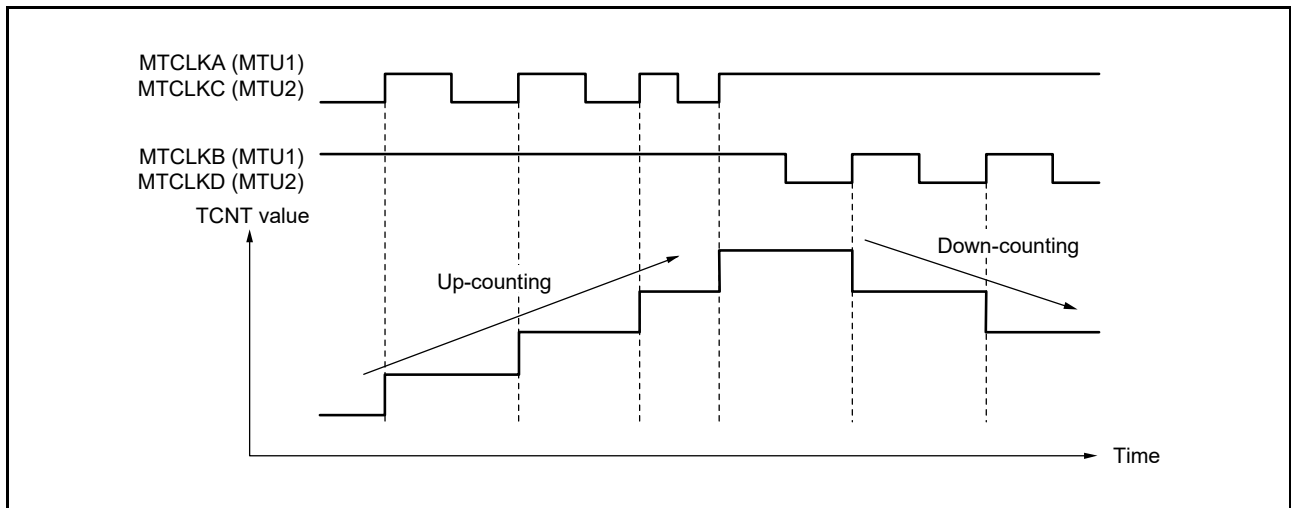 MTCLKA (MTU1)
MTCLKC (MTU2)
MTCLKB (MTU1)
MTCLKD (MTU2)
TCNT value
Up-counting
Down-counting
Time